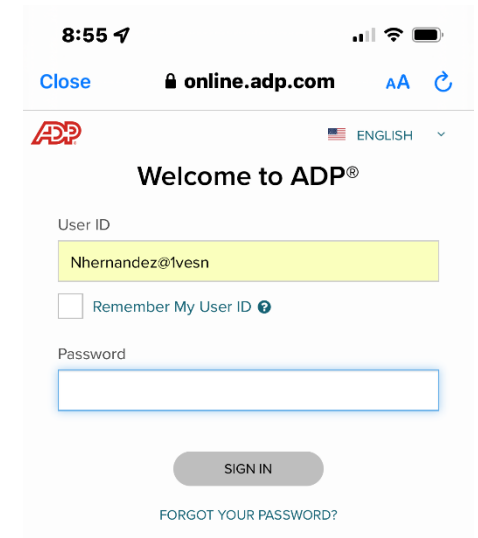 8:55
Close online.adp.com AA
ADP ENGLISH
Welcome to ADP®
User ID
Nhernandez@1vesn
Remember My User ID ?
Password
SIGN IN
FORGOT YOUR PASSWORD?